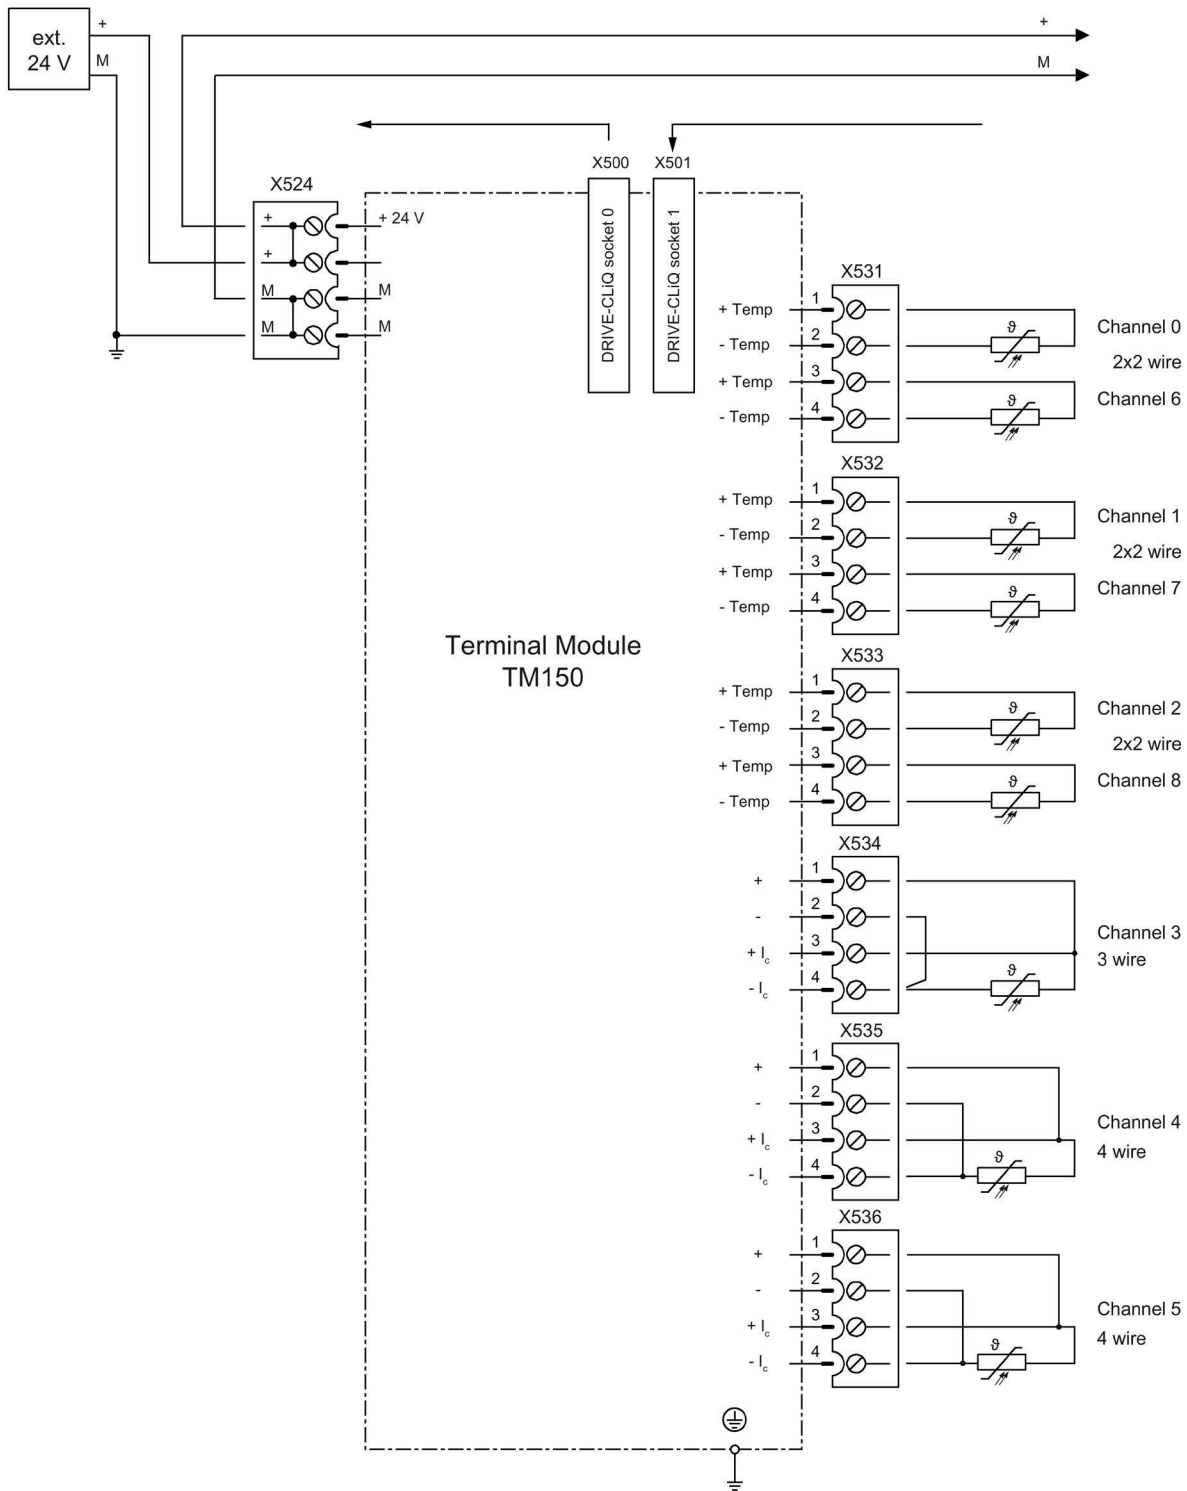 +
ext.
24 V
M
+
M
X500
X501
X524
+
+ 24 V
+
M
M
M
M
DRIVE-CLiQ socket 0
DRIVE-CLiQ socket 1
Terminal Module
TM150
X531
+ Temp 1
- Temp 2
+ Temp 3
- Temp 4
ϑ
ϑ
Channel 0
2x2 wire
Channel 6
X532
+ Temp 1
- Temp 2
+ Temp 3
- Temp 4
ϑ
ϑ
Channel 1
2x2 wire
Channel 7
X533
+ Temp 1
- Temp 2
+ Temp 3
- Temp 4
ϑ
ϑ
Channel 2
2x2 wire
Channel 8
X534
+ 1
- 2
+ Ic 3
- Ic 4
ϑ
Channel 3
3 wire
X535
+ 1
- 2
+ Ic 3
- Ic 4
ϑ
Channel 4
4 wire
X536
+ 1
- 2
+ Ic 3
- Ic 4
ϑ
Channel 5
4 wire